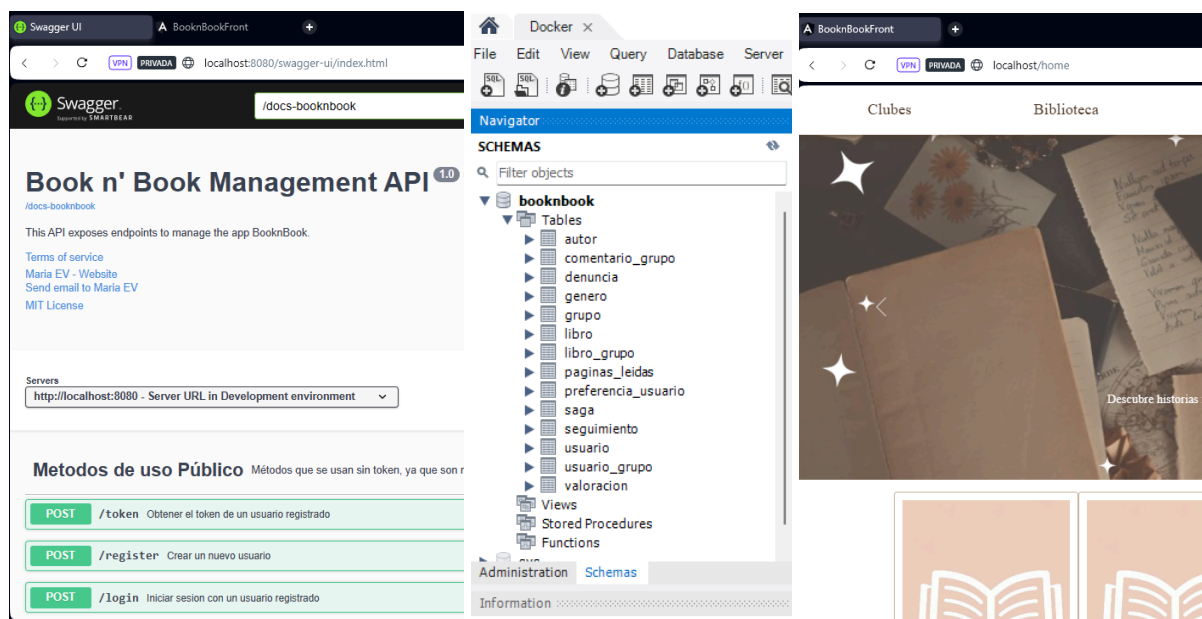 Swagger UI
BooknBookFront
VPN
PRIVADA
localhost:8080/swagger-ui/index.html
Swagger.
Supported by SMARTBEAR
/docs-booknbook
Book n' Book Management API 1.0
/docs-booknbook
This API exposes endpoints to manage the app BooknBook.
Terms of service
Maria EV - Website
Send email to Maria EV
MIT License
Servers
http://localhost:8080 - Server URL in Development environment
Metodos de uso Público Métodos que se usan sin token, ya que son
POST /token Obtener el token de un usuario registrado
POST /register Crear un nuevo usuario
POST /login Iniciar sesion con un usuario registrado
Docker
File Edit View Query Database Server
SQL SQL
Navigator
SCHEMAS
Filter objects
booknbook
Tables
autor
comentario_grupo
denuncia
genero
grupo
libro
libro_grupo
paginas_leidas
preferencia_usuario
saga
seguimiento
usuario
usuario_grupo
valoracion
Views
Stored Procedures
Functions
sys
Administration Schemas
Information
BooknBookFront
VPN
PRIVADA
localhost/home
Clubes Biblioteca
Descubre historias